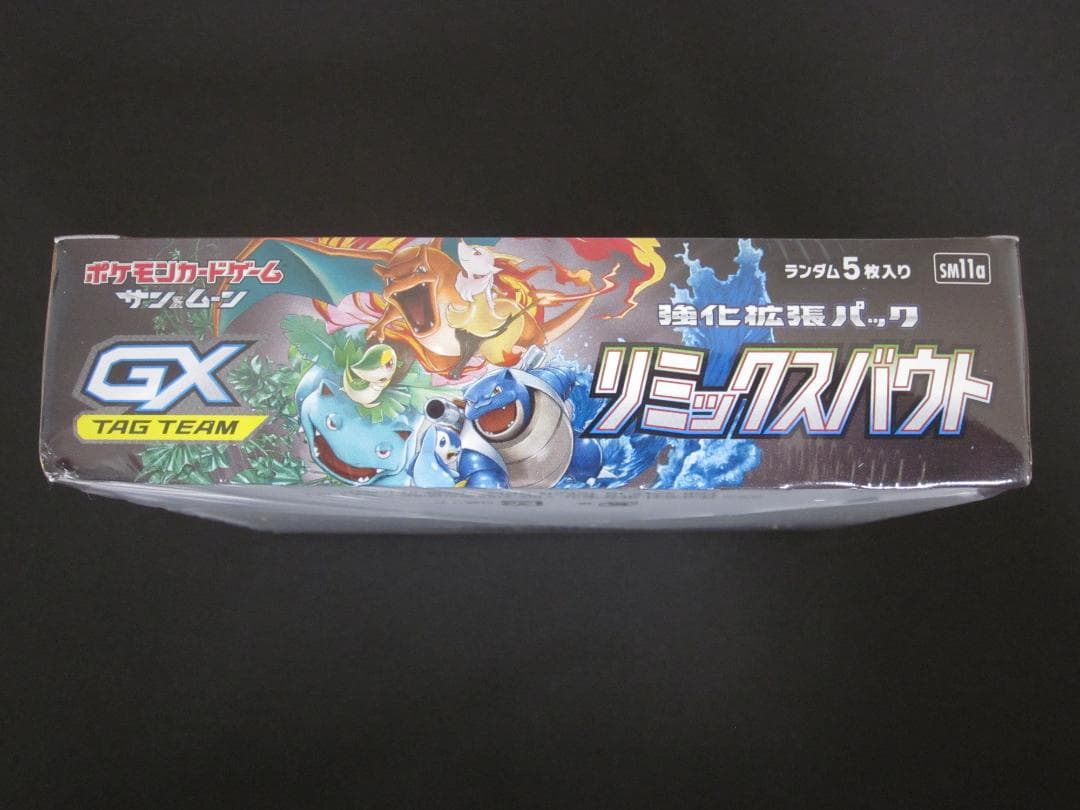 ポケモンカードゲーム
サン&ムーン
GX
TAG TEAM
ランダム5枚入り
SM11a
強化拡張パック
リミックスバウト